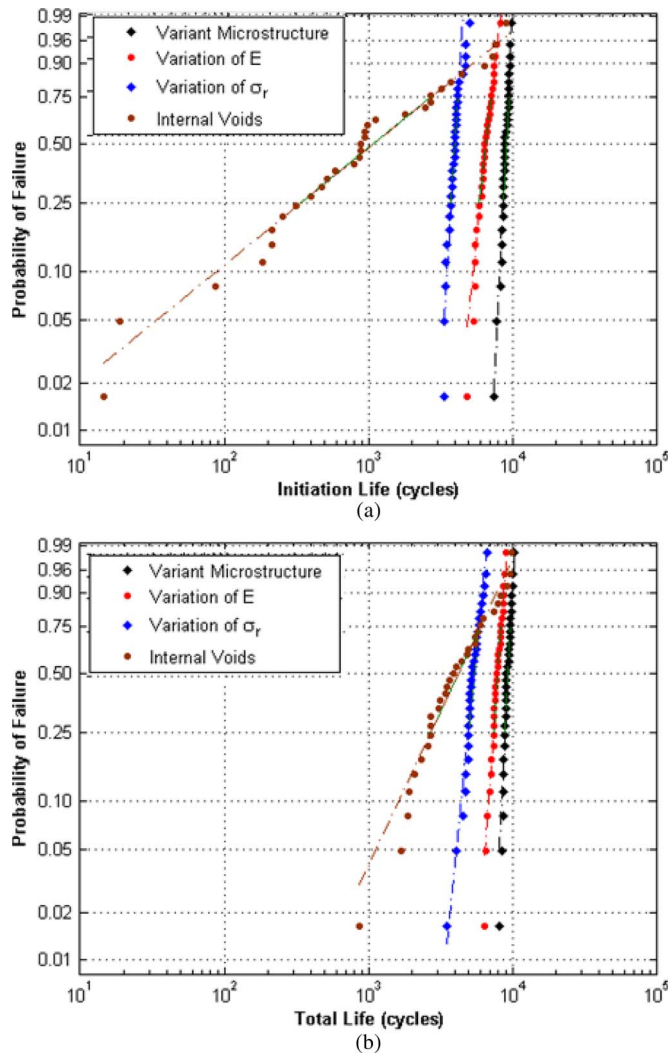 0.99
0.96
0.90
0.75
0.50
0.25
0.10
0.05
0.02
0.01
Probability of Failure
Variant Microstructure
Variation of E
Variation of σr
Internal Voids
10^1
10^2
10^3
10^4
10^5
Initiation Life (cycles)
(a)
0.99
0.96
0.90
0.75
0.50
0.25
0.10
0.05
0.02
0.01
Probability of Failure
Variant Microstructure
Variation of E
Variation of σr
Internal Voids
10^1
10^2
10^3
10^4
10^5
Total Life (cycles)
(b)